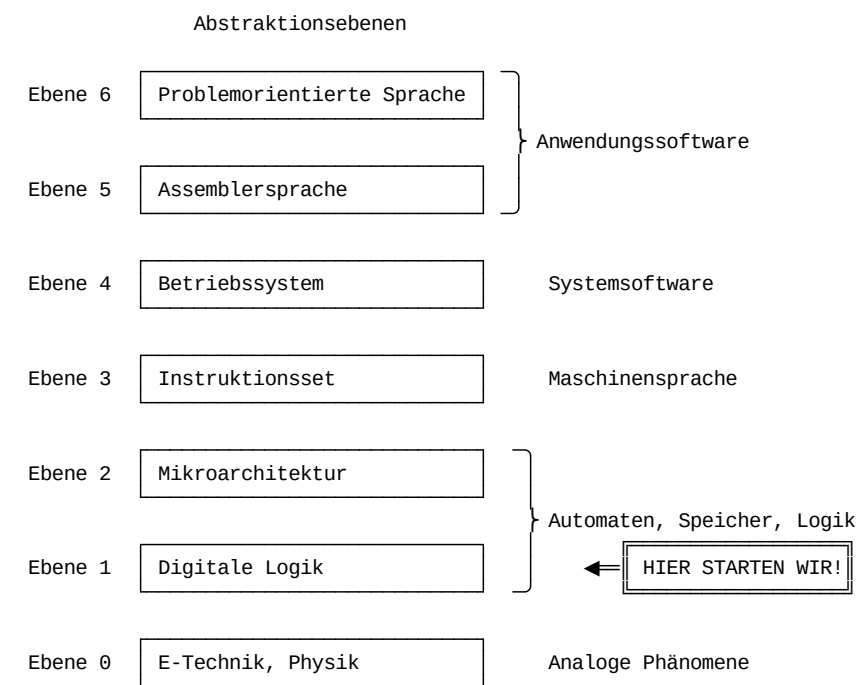 Abstraktionsebenen
Ebene 6 Problemorientierte Sprache
Anwendungssoftware
Ebene 5 Assemblersprache
Ebene 4 Betriebssystem Systemsoftware
Ebene 3 Instruktionsset Maschinensprache
Ebene 2 Mikroarchitektur
Automaten, Speicher, Logik
Ebene 1 Digitale Logik HIER STARTEN WIR!
Ebene 0 E-Technik, Physik Analoge Phänomene